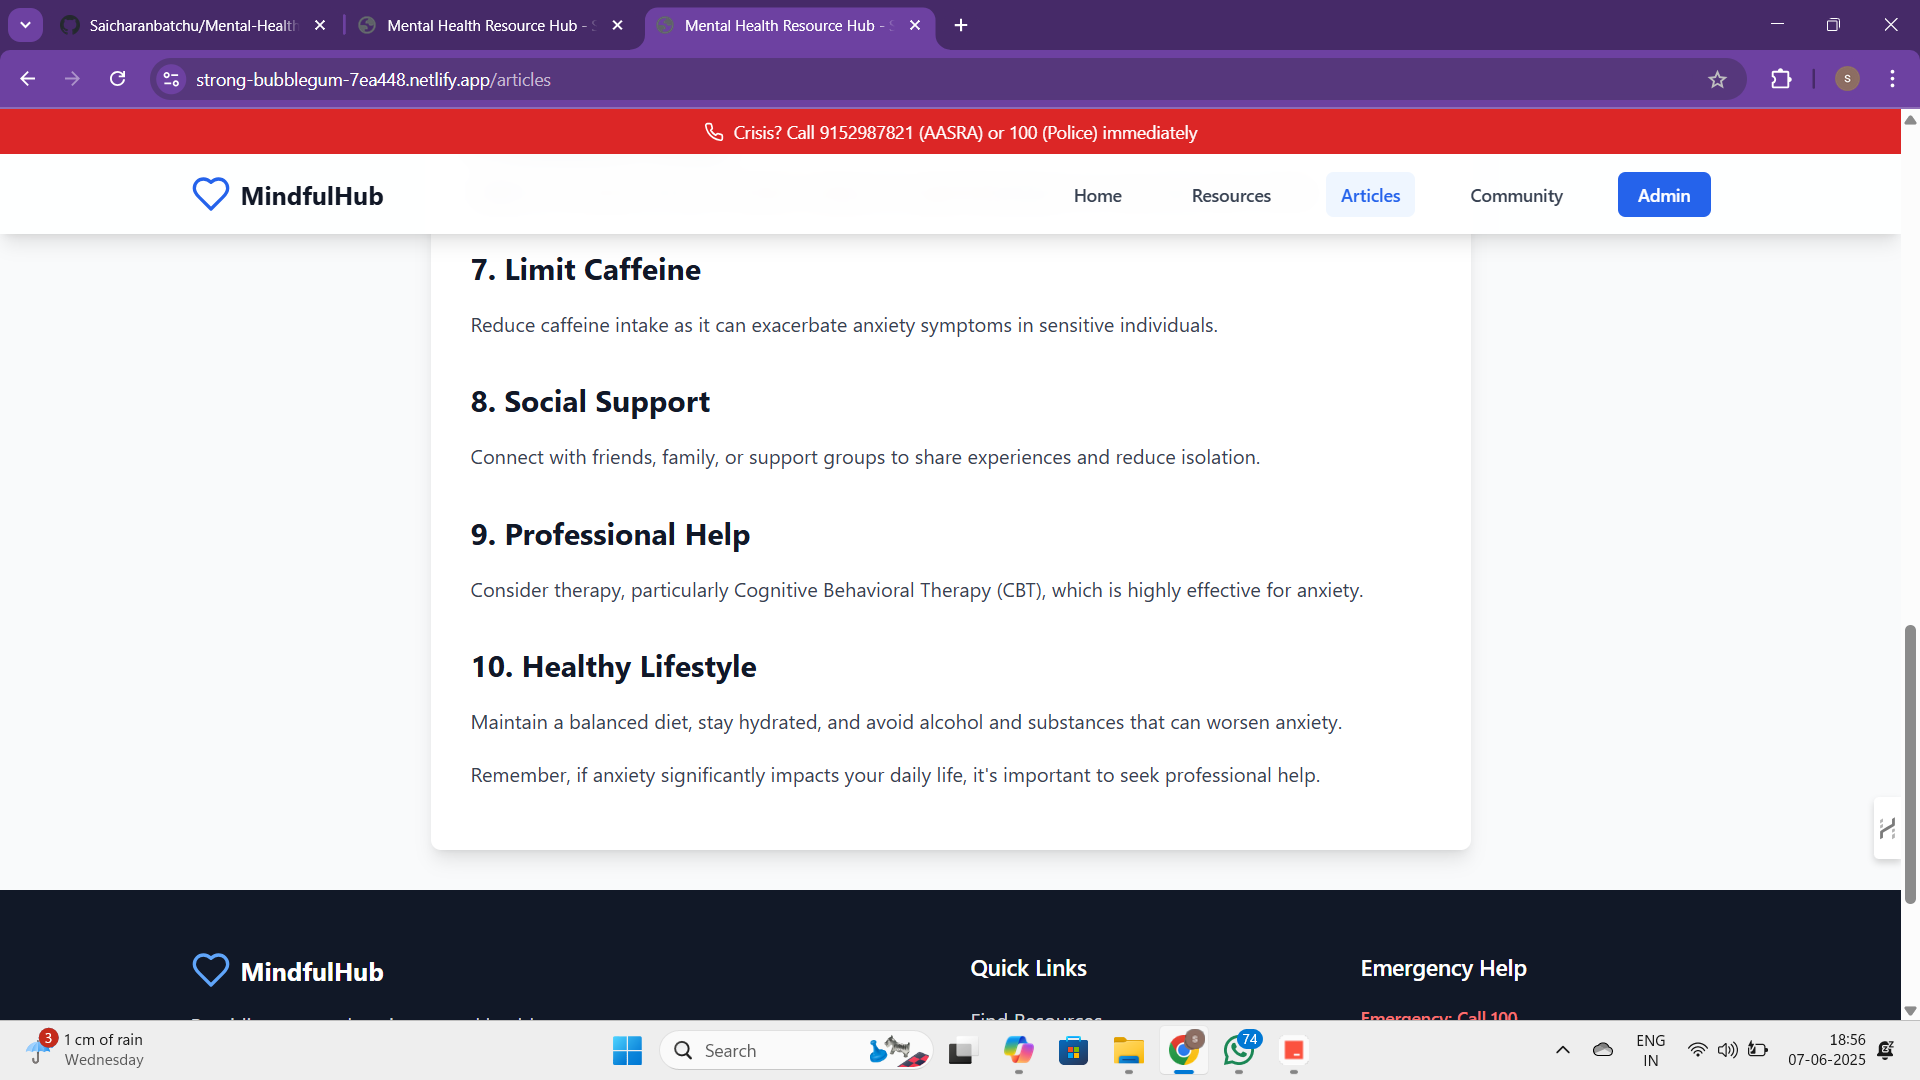 Saicharanbatchu/Mental-Health
Mental Health Resource Hub -
Mental Health Resource Hub -
strong-bubblegum-7ea448.netlify.app/articles
S
Crisis? Call 9152987821 (AASRA) or 100 (Police) immediately
MindfulHub
Home
Resources
Articles
Community
Admin
7. Limit Caffeine
Reduce caffeine intake as it can exacerbate anxiety symptoms in sensitive individuals.
8. Social Support
Connect with friends, family, or support groups to share experiences and reduce isolation.
9. Professional Help
Consider therapy, particularly Cognitive Behavioral Therapy (CBT), which is highly effective for anxiety.
10. Healthy Lifestyle
Maintain a balanced diet, stay hydrated, and avoid alcohol and substances that can worsen anxiety.
Remember, if anxiety significantly impacts your daily life, it's important to seek professional help.
MindfulHub
Quick Links
Emergency Help
Find Resources
Emergency: Call 100
3
1 cm of rain
Wednesday
Search
S
74
ENG
IN
18:56
07-06-2025